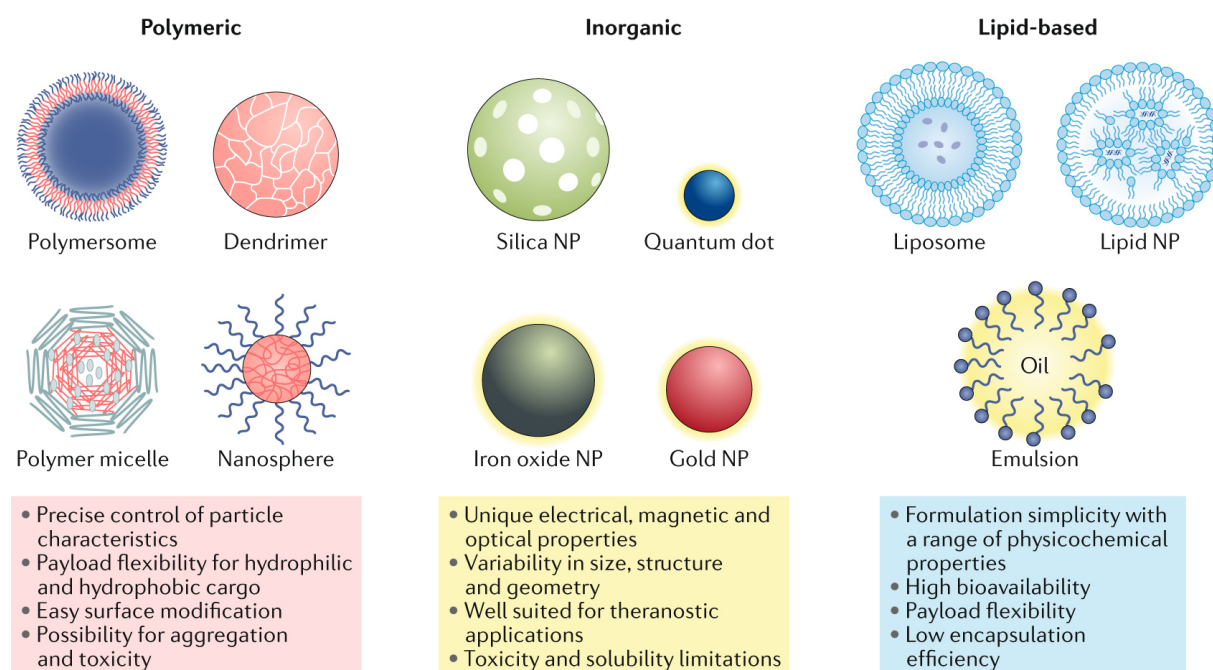 Polymeric
Inorganic
Lipid-based
Polymersome
Dendrimer
Silica NP
Quantum dot
Liposome
Lipid NP
Oil
Polymer micelle
Nanosphere
Iron oxide NP
Gold NP
Emulsion
• Precise control of particle
characteristics
• Payload flexibility for hydrophilic
and hydrophobic cargo
• Easy surface modification
• Possibility for aggregation
and toxicity
• Unique electrical, magnetic and
optical properties
• Variability in size, structure
and geometry
• Well suited for theranostic
applications
• Toxicity and solubility limitations
• Formulation simplicity with
a range of physicochemical
properties
• High bioavailability
• Payload flexibility
• Low encapsulation
efficiency